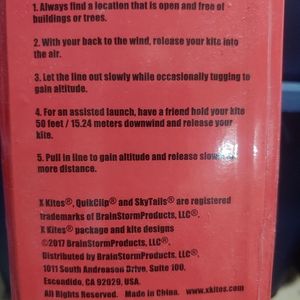 1. Always find a location that is open and free of
buildings or trees.
2. With your back to the wind, release your kite into
the air.
3. Let the line out slowly while occasionally tugging to
gain altitude.
4. For an assisted launch, have a friend hold your kite
50 feet / 15.24 meters downwind and release your
kite.
5. Pull in line to gain altitude and release slow
more distance.
X Kites®, QuikClip® and SkyTails® are registered
trademarks of BrainStormProducts, LLC®.
X Kites® package and kite designs
©2017 BrainStormProducts, LLC®.
Distributed by BrainStormProducts, LLC®.
1011 South Andreasen Drive, Suite 100,
Escondido, CA 92029, USA.
All Rights Reserved. Made in China. www.xkites.com